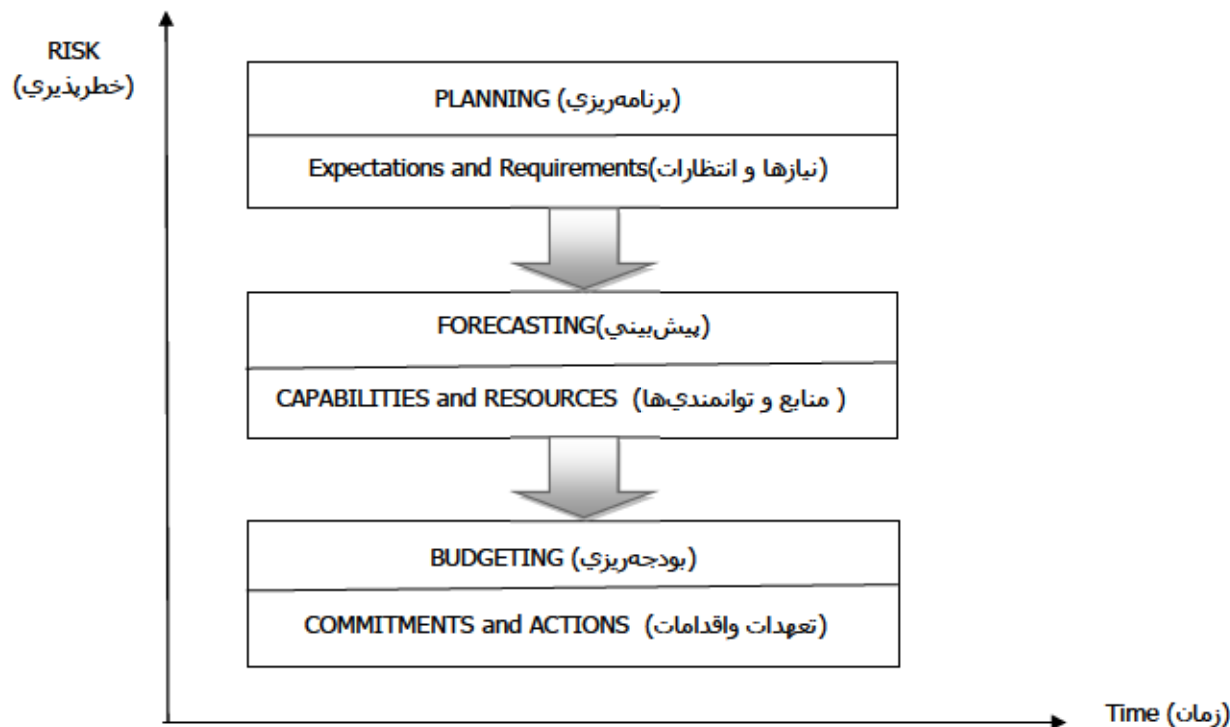 RISK
(خطرپذيري)
PLANNING (برنامه‌ريزي)
Expectations and Requirements(نيازها و انتظارات)
FORECASTING(پيش‌بيني)
CAPABILITIES and RESOURCES (منابع و توانمندي‌ها )
BUDGETING (بودجه‌ريزي)
COMMITMENTS and ACTIONS (تعهدات واقدامات)
Time (زمان)